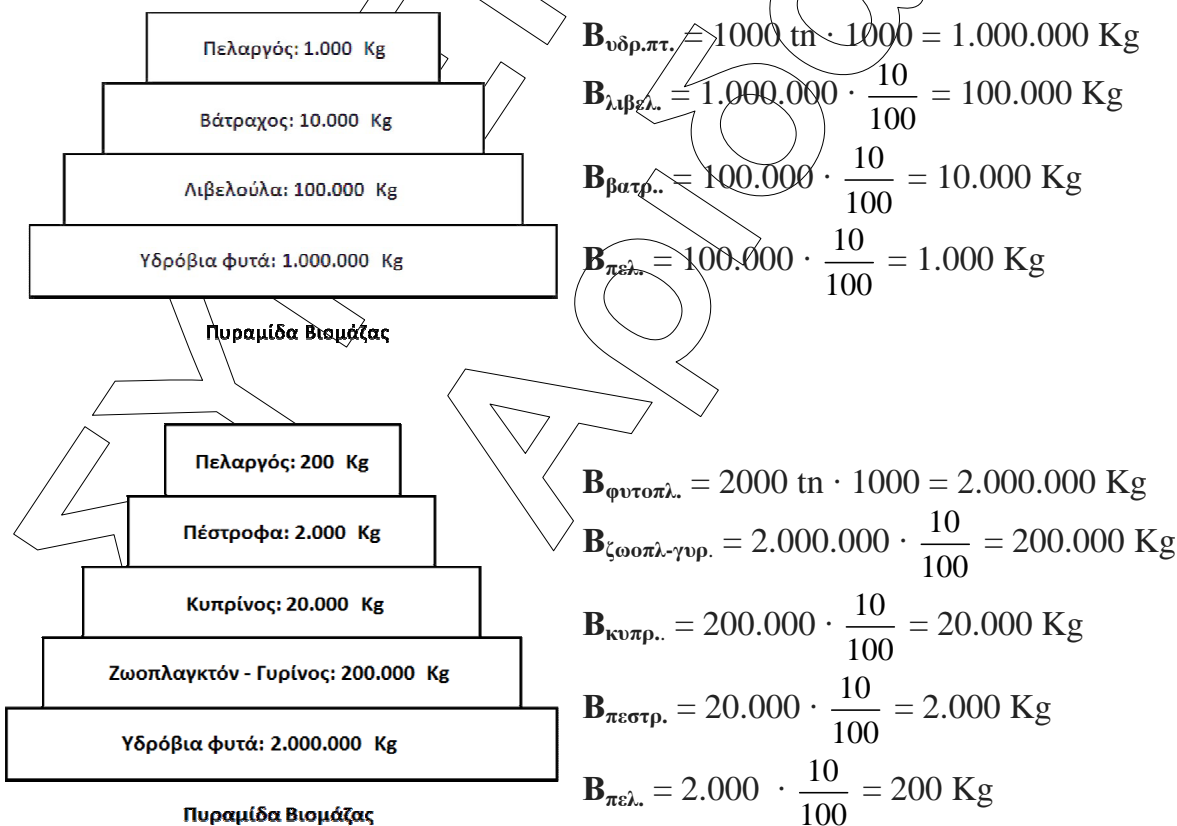 Πελαργός: 1.000 Kg
Βάτραχος: 10.000 Kg
Λιβελούλα: 100.000 Kg
Υδρόβια φυτά: 1.000.000 Kg
Πυραμίδα Βιομάζας
Bυδρ.πτ. = 1000 tn · 1000 = 1.000.000 Kg
Bλιβελ. = 1.000.000 · 10/100 = 100.000 Kg
Bβατρ.. = 100.000 · 10/100 = 10.000 Kg
Bπελ. = 100.000 · 10/100 = 1.000 Kg
Πελαργός: 200 Kg
Πέστροφα: 2.000 Kg
Κυπρίνος: 20.000 Kg
Ζωοπλαγκτόν - Γυρίνος: 200.000 Kg
Υδρόβια φυτά: 2.000.000 Kg
Πυραμίδα Βιομάζας
Bφυτοπλ. = 2000 tn · 1000 = 2.000.000 Kg
Bζωοπλ-γυρ. = 2.000.000 · 10/100 = 200.000 Kg
Bκυπρ.. = 200.000 · 10/100 = 20.000 Kg
Bπεστρ. = 20.000 · 10/100 = 2.000 Kg
Bπελ. = 2.000 · 10/100 = 200 Kg